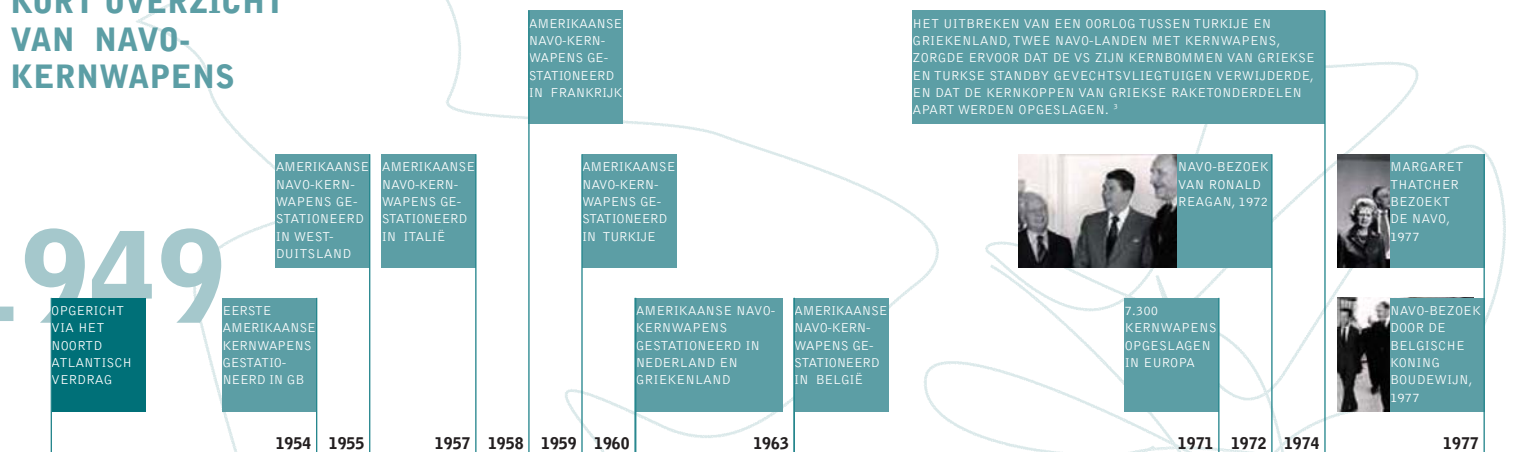 KORT OVERZICHT
VAN NAVO-
KERNWAPENS
1949
OPGERICHT
VIA HET
NOORTD
ATLANTISCH
VERDRAG
EERSTE
AMERIKAANSE
KERNWAPENS
GESTATIO-
NEERD IN GB
1954
AMERIKAANSE
NAVO-KERN-
WAPENS GE-
STATIONEERD
IN WEST-
DUITSLAND
1955
AMERIKAANSE
NAVO-KERN-
WAPENS GE-
STATIONEERD
IN ITALIË
1957
AMERIKAANSE
NAVO-KERN-
WAPENS GE-
STATIONEERD
IN FRANKRIJK
1958
AMERIKAANSE
NAVO-KERN-
WAPENS GE-
STATIONEERD
IN TURKIJE
1959
AMERIKAANSE NAVO-
KERNWAPENS
GESTATIONEERD IN
NEDERLAND EN
GRIEKENLAND
1960
AMERIKAANSE
NAVO-KERN-
WAPENS GE-
STATIONEERD
IN BELGIË
1963
7.300
KERNWAPENS
OPGESLAGEN
IN EUROPA
1971
NAVO-BEZOEK
VAN RONALD
REAGAN, 1972
1972
HET UITBREKEN VAN EEN OORLOG TUSSEN TURKIJE EN
GRIEKENLAND, TWEE NAVO-LANDEN MET KERNWAPENS,
ZORGDE ERVOOR DAT DE VS ZIJN KERNBOMMEN VAN GRIEKSE
EN TURKSE STANDBY GEVECHTSVLIEGTUIGEN VERWIJDERDE,
EN DAT DE KERNKOPPEN VAN GRIEKSE RAKETONDERDELEN
APART WERDEN OPGESLAGEN. 3
1974
MARGARET
THATCHER
BEZOEKT
DE NAVO,
1977
NAVO-BEZOEK
DOOR DE
BELGISCHE
KONING
BOUDEWIJN,
1977
1977